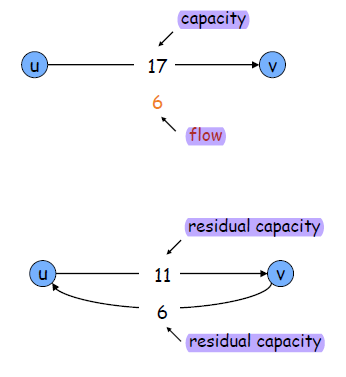 capacity
u 17 v
6
flow
residual capacity
u 11 v
6
residual capacity